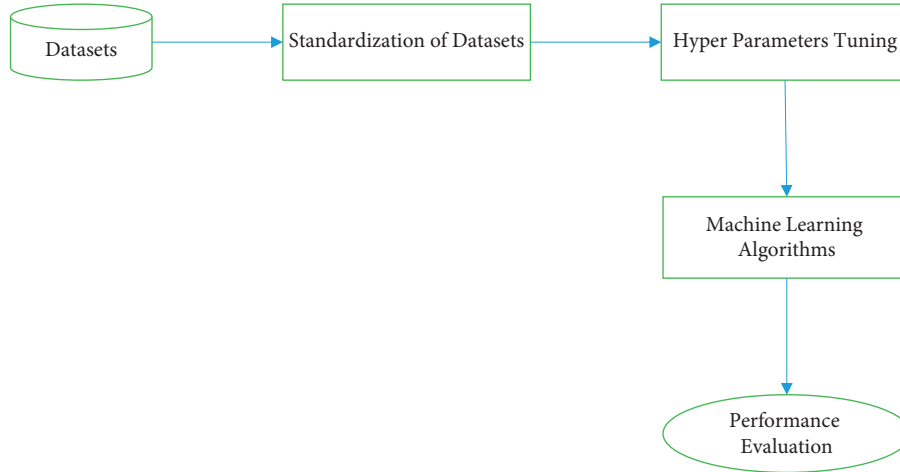 Datasets
Standardization of Datasets
Hyper Parameters Tuning
Machine Learning
Algorithms
Performance
Evaluation